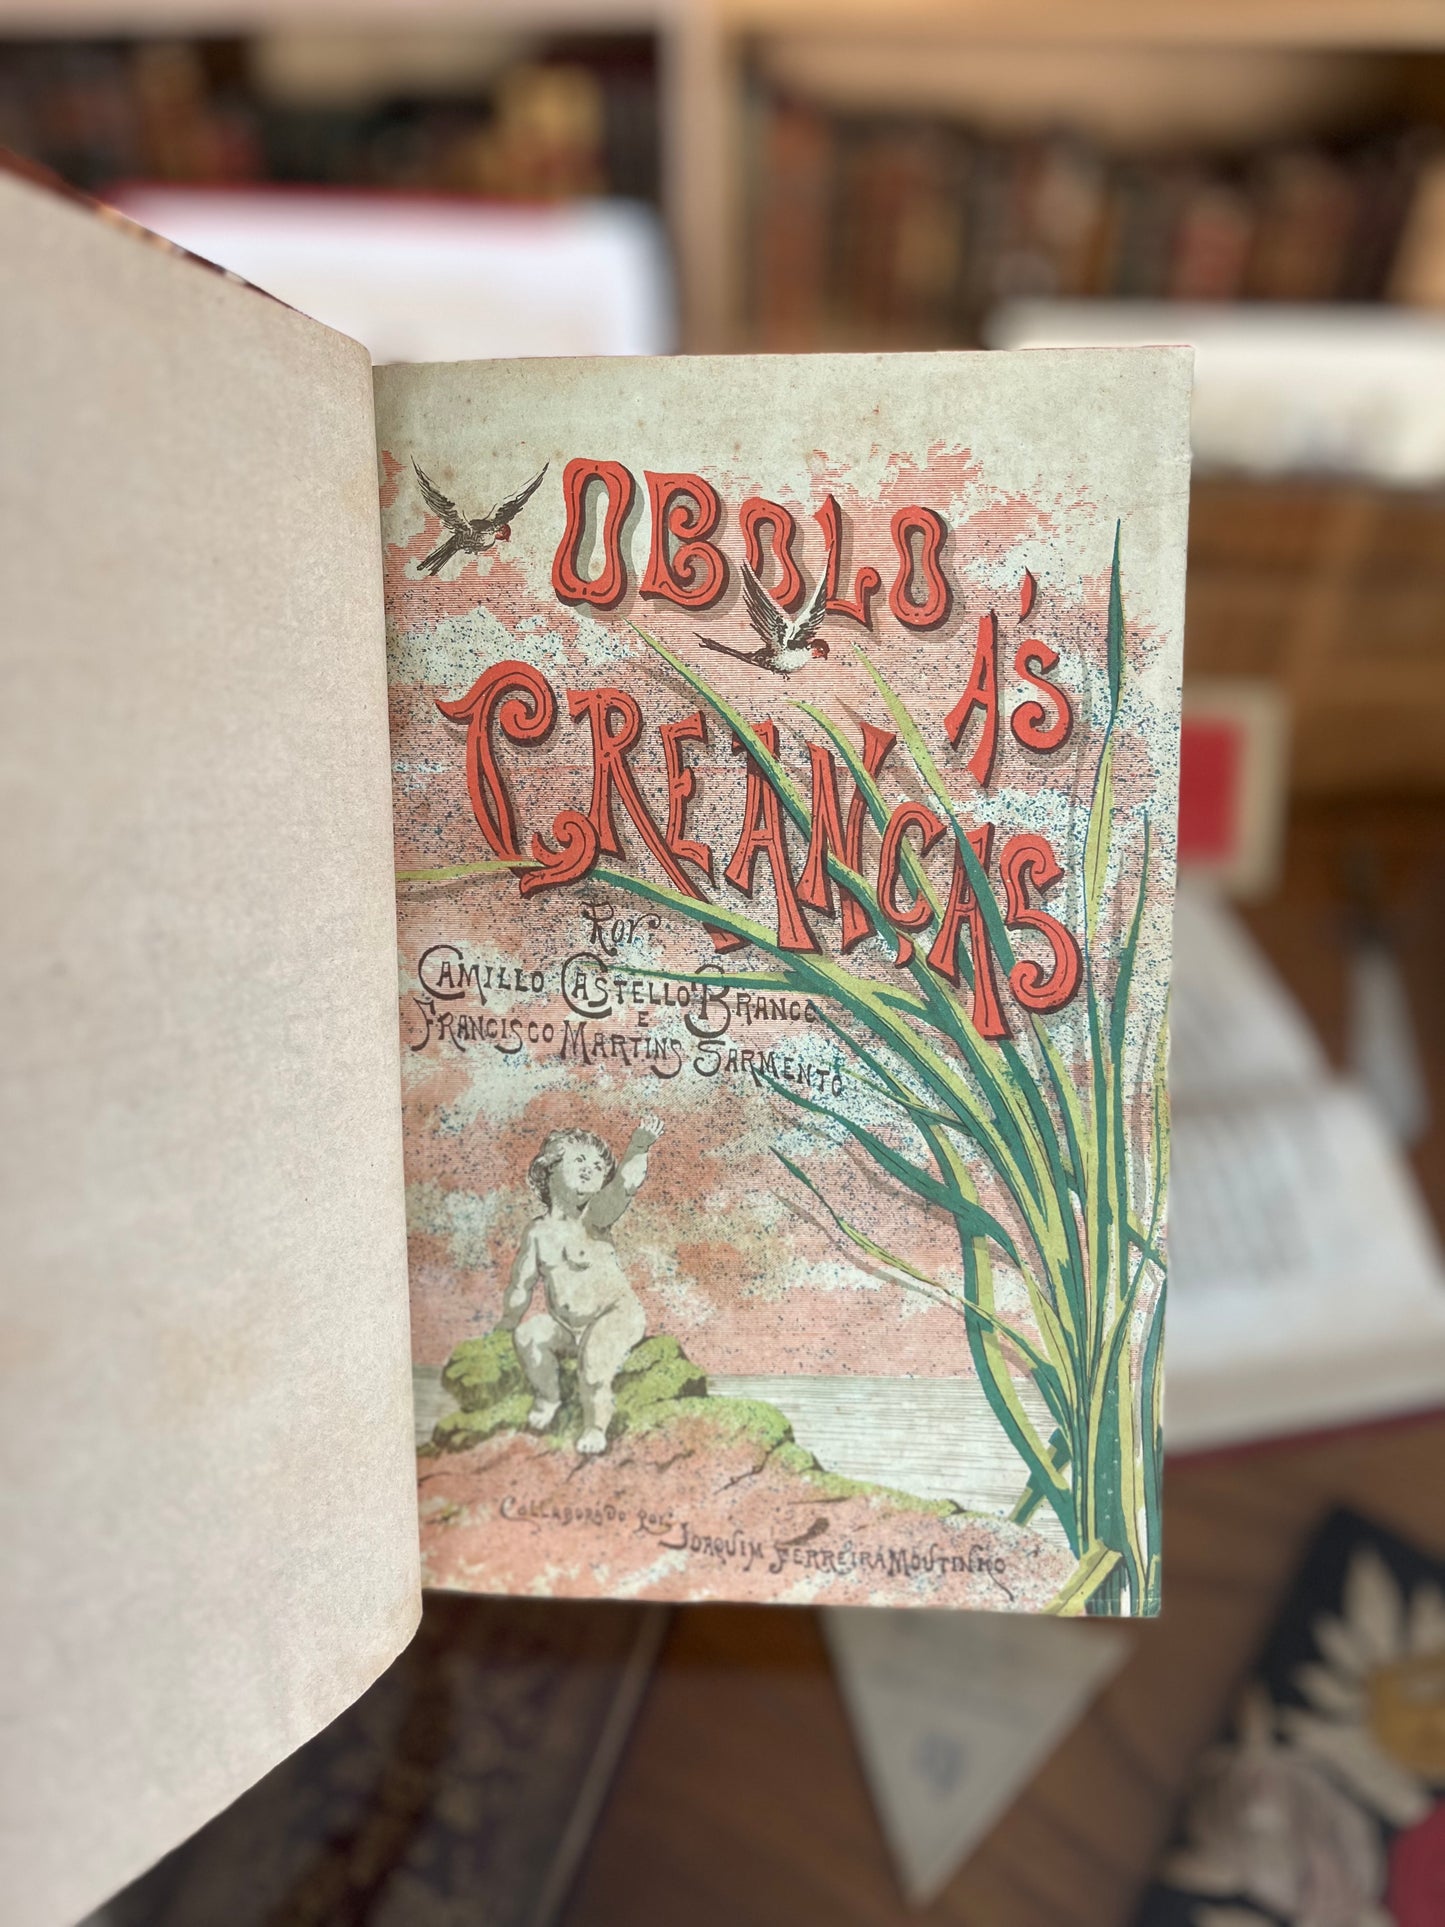 OBOLO
ÁS
CREANÇAS
Por
CAMILLO CASTELLO BRANCO
E
FRANCISCO MARTINS SARMENTO
COLLABORADO POR JOAQUIM FERREIRA MOUTINHO